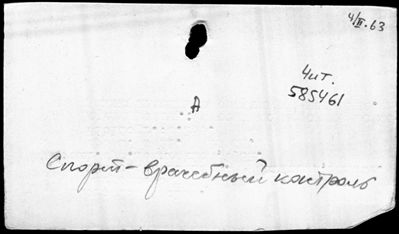 4/II.63
Чит.
585461
А
Спорт - врачебный контроль